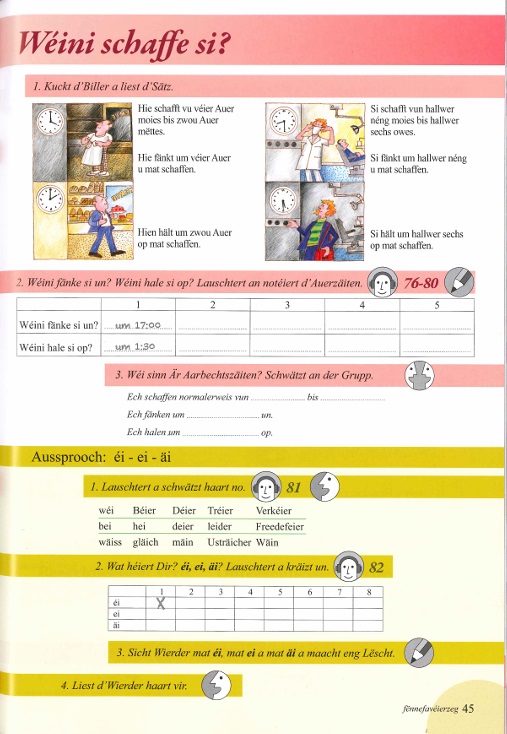 Wéini schaffe si?
1. Kuckt d'Biller a liest d'Sätz.
Hie schafft vu véier Auer
moies bis zwou Auer
mëttes.
Hie fänkt um véier Auer
u mat schaffen.
Hien hält um zwou Auer
op mat schaffen.
Si schafft vun hallwer
néng moies bis hallwer
sechs owes.
Si fänkt um hallwer néng
u mat schaffen.
Si hält um hallwer sechs
op mat schaffen.
2. Wéini fänke si un? Wéini hale si op? Lauschtert an notéiert d'Auerzäiten. 76-80
1 2 3 4 5
Wéini fänke si un? um 17:00
Wéini hale si op? um 1:30
3. Wéi sinn Är Aarbechtszäiten? Schwätzt an der Grupp.
Ech schaffen normalerweis vun ........................ bis ........................
Ech fänken um ........................ un.
Ech halen um ........................ op.
Aussprooch: éi - ei - äi
1. Lauschtert a schwätzt haart no. 81
wéi Béier Déier Tréier Verkéier
bei hei deier leider Freedefeier
wäiss gläich mäin Usträicher Wäin
2. Wat héiert Dir? éi, ei, äi? Lauschtert a kräizt un. 82
1 2 3 4 5 6 7 8
éi X
ei
äi
3. Sicht Wierder mat éi, mat ei a mat äi a maacht eng Lëscht.
4. Liest d'Wierder haart vir.
fënnefavéierzeg 45